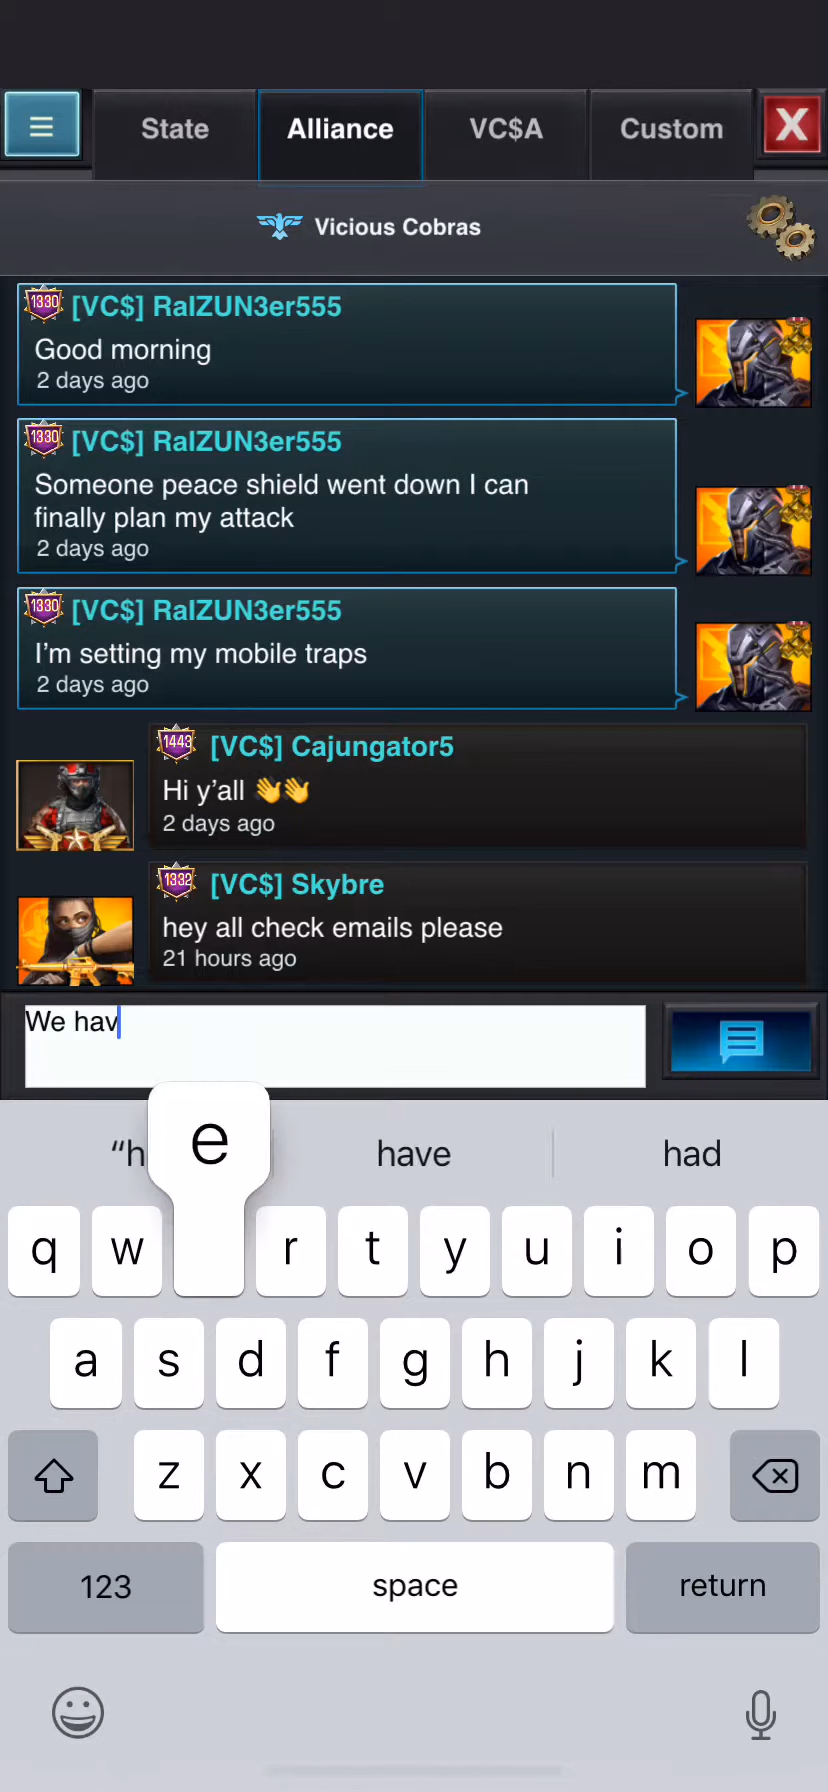 State Alliance VC$A Custom X
Vicious Cobras
1330 [VC$] RaIZUN3er555
Good morning
2 days ago
1330 [VC$] RaIZUN3er555
Someone peace shield went down I can
finally plan my attack
2 days ago
1330 [VC$] RaIZUN3er555
I'm setting my mobile traps
2 days ago
1443 [VC$] Cajungator5
Hi y'all 👋👋
2 days ago
1332 [VC$] Skybre
hey all check emails please
21 hours ago
We hav
“h e have had
q w r t y u i o p
a s d f g h j k l
z x c v b n m
123 space return